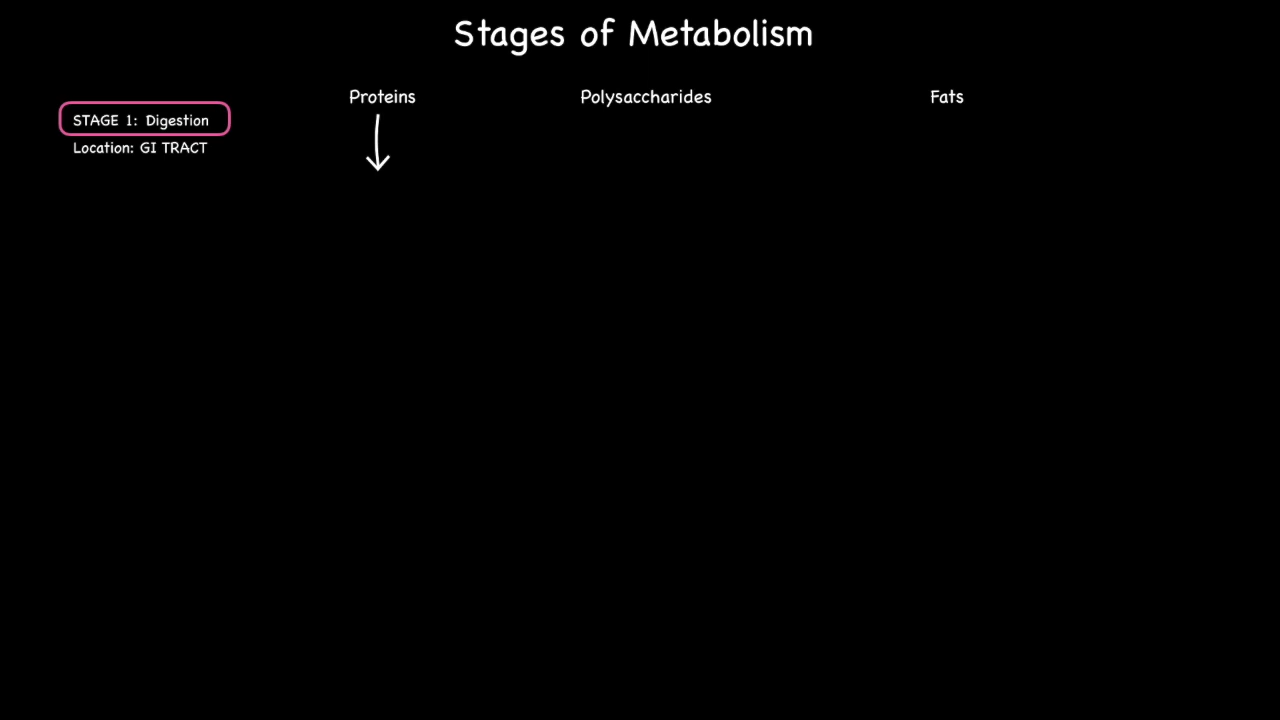 Stages of Metabolism
Proteins Polysaccharides Fats
STAGE 1: Digestion
Location: GI TRACT